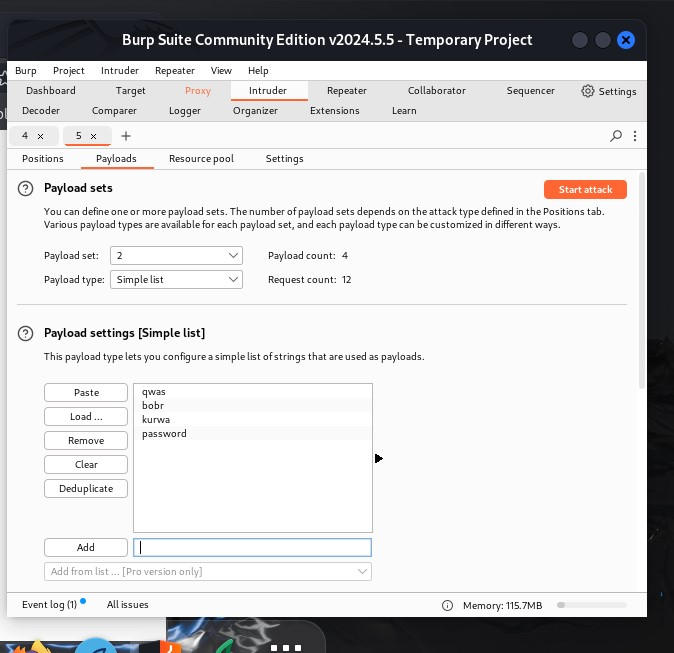 Burp Suite Community Edition v2024.5.5 - Temporary Project
Burp Project Intruder Repeater View Help
Dashboard Target Proxy Intruder Repeater Collaborator Sequencer Settings
Decoder Comparer Logger Organizer Extensions Learn
4 × 5 × +
Positions Payloads Resource pool Settings
? Payload sets Start attack
You can define one or more payload sets. The number of payload sets depends on the attack type defined in the Positions tab.
Various payload types are available for each payload set, and each payload type can be customized in different ways.
Payload set: 2 Payload count: 4
Payload type: Simple list Request count: 12
? Payload settings [Simple list]
This payload type lets you configure a simple list of strings that are used as payloads.
Paste qwas
bobr
Load ... kurwa
Remove password
Clear
Deduplicate
Add
Add from list ... [Pro version only]
Event log (1) All issues Memory: 115.7MB